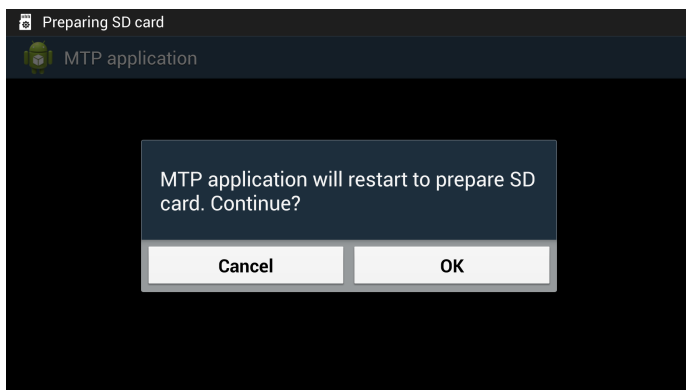 Preparing SD card
MTP application
MTP application will restart to prepare SD
card. Continue?
Cancel
OK